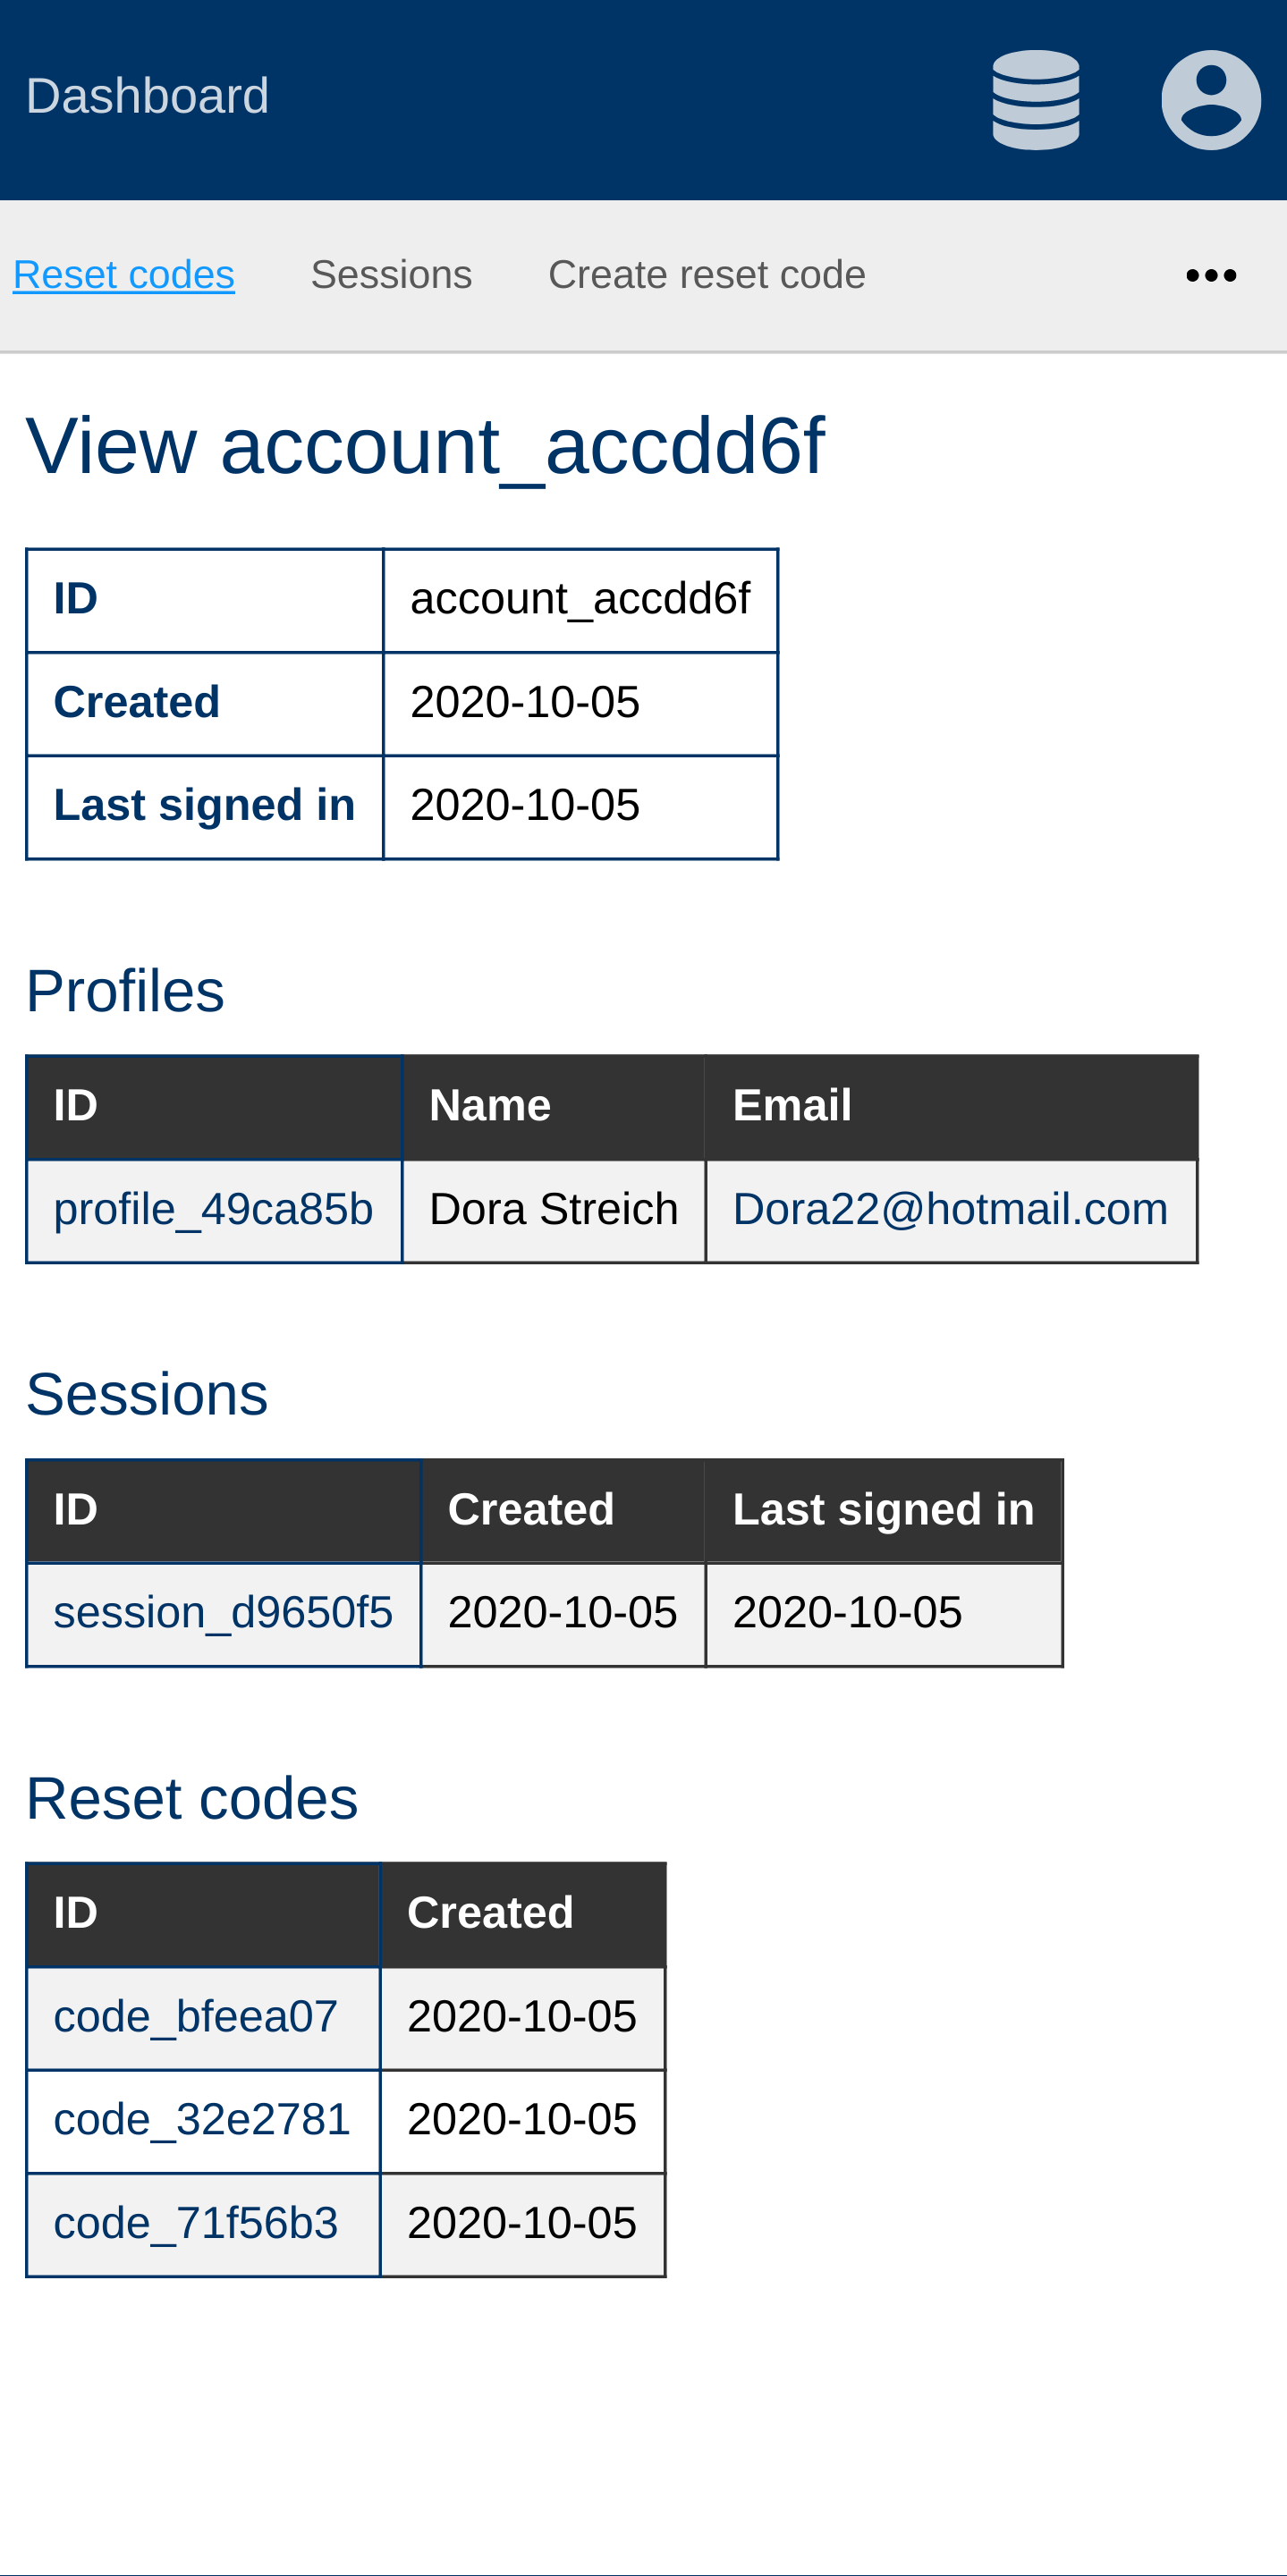 Dashboard
Reset codes Sessions Create reset code
View account_accdd6f
ID account_accdd6f
Created 2020-10-05
Last signed in 2020-10-05
Profiles
ID Name Email
profile_49ca85b Dora Streich Dora22@hotmail.com
Sessions
ID Created Last signed in
session_d9650f5 2020-10-05 2020-10-05
Reset codes
ID Created
code_bfeea07 2020-10-05
code_32e2781 2020-10-05
code_71f56b3 2020-10-05